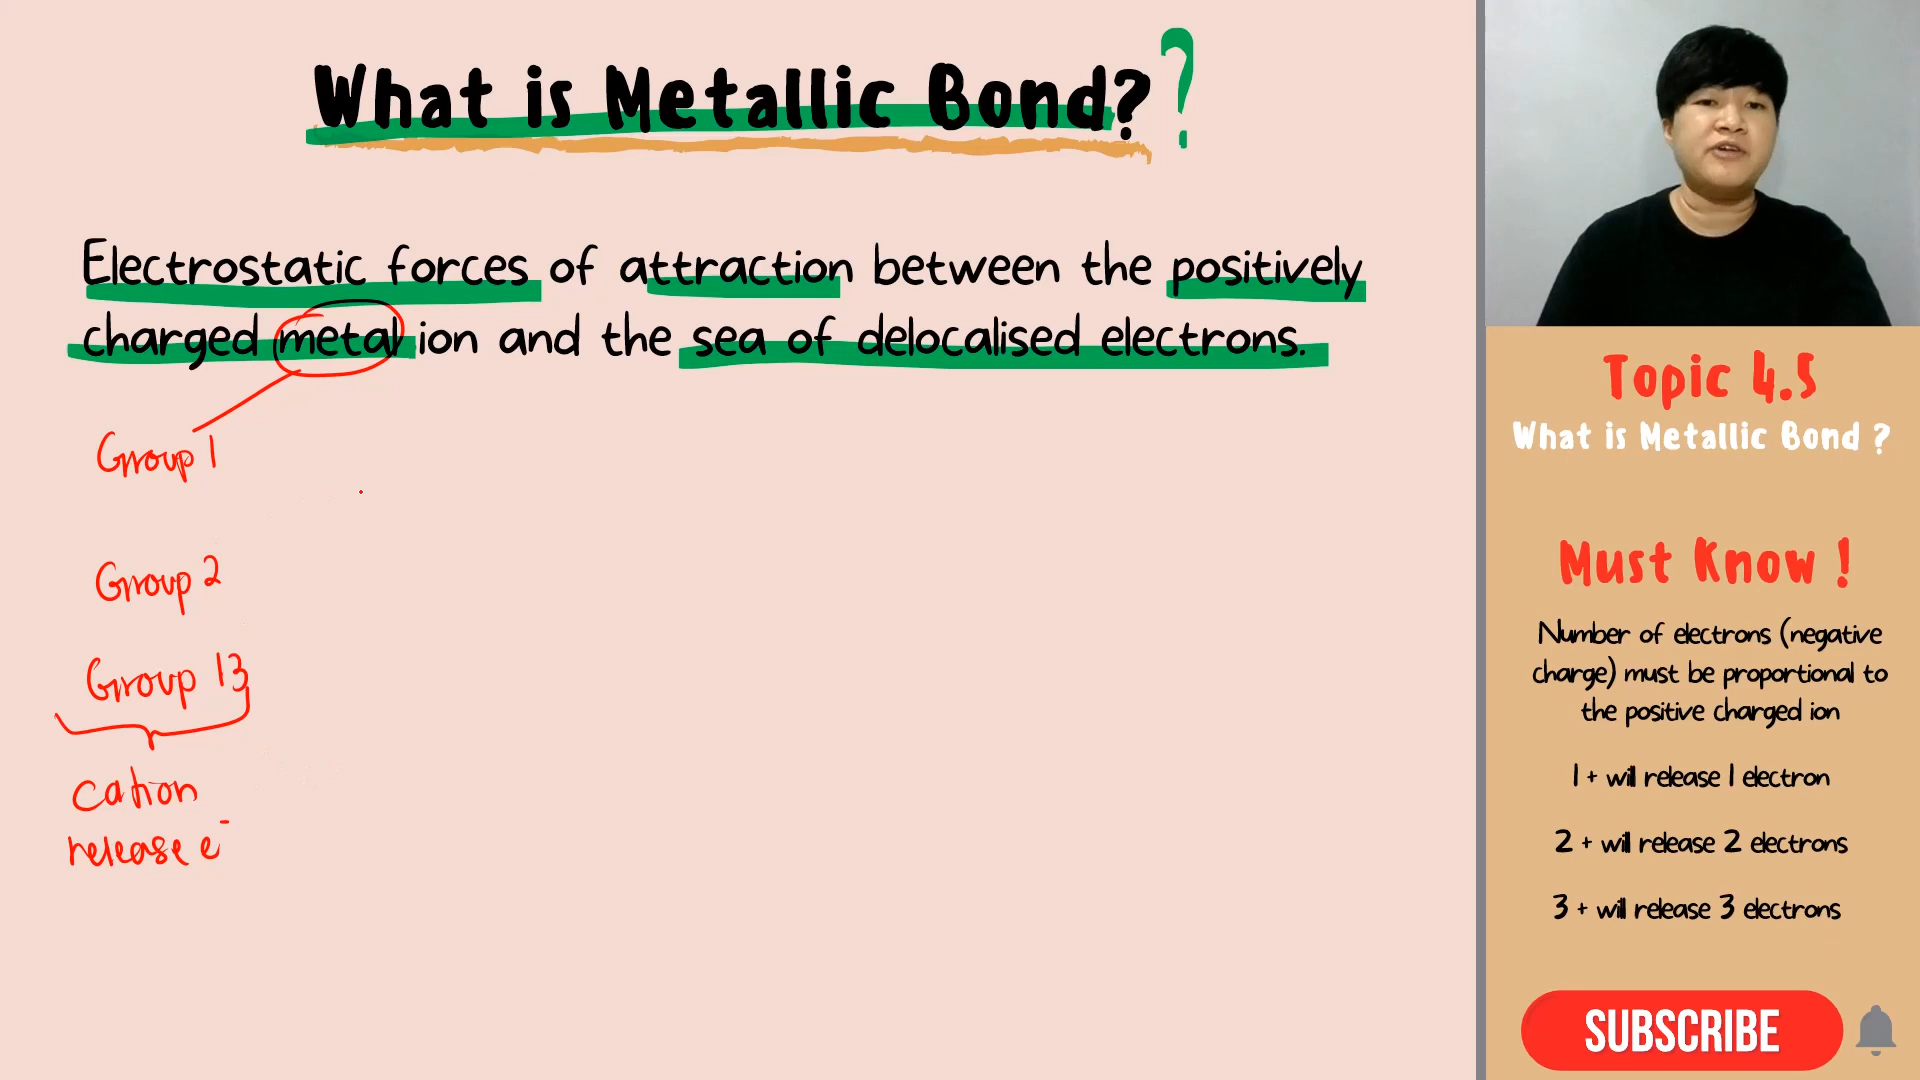 What is Metallic Bond?
?
Electrostatic forces of attraction between the positively
charged metal ion and the sea of delocalised electrons.
Group 1
Group 2
Group 13
cation
release e⁻
Topic 4.5
What is Metallic Bond ?
Must Know !
Number of electrons (negative
charge) must be proportional to
the positive charged ion
1 + will release 1 electron
2 + will release 2 electrons
3 + will release 3 electrons
SUBSCRIBE